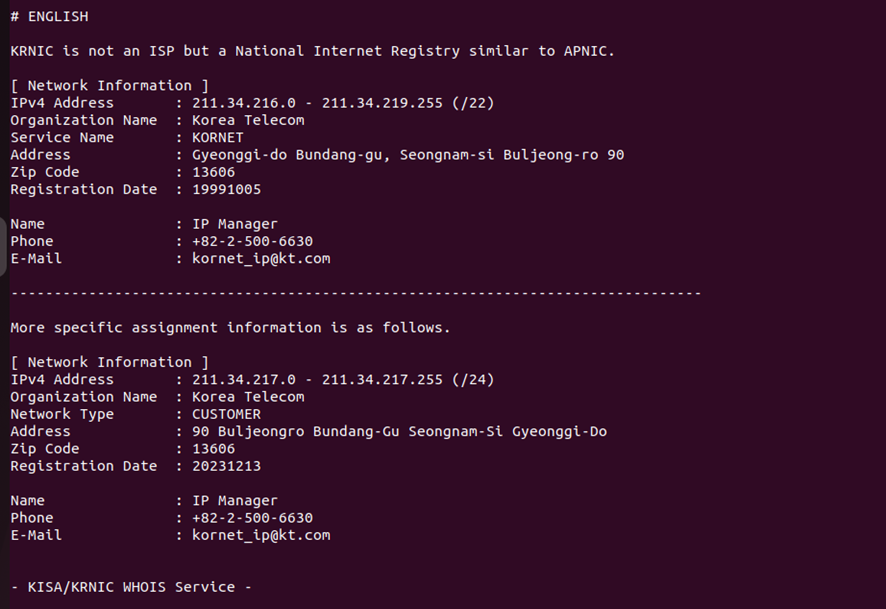 # ENGLISH
KRNIC is not an ISP but a National Internet Registry similar to APNIC.
[ Network Information ]
IPv4 Address       : 211.34.216.0 - 211.34.219.255 (/22)
Organization Name  : Korea Telecom
Service Name       : KORNET
Address            : Gyeonggi-do Bundang-gu, Seongnam-si Buljeong-ro 90
Zip Code           : 13606
Registration Date  : 19991005
Name               : IP Manager
Phone              : +82-2-500-6630
E-Mail             : kornet_ip@kt.com
--------------------------------------------------------------------------------
More specific assignment information is as follows.
[ Network Information ]
IPv4 Address       : 211.34.217.0 - 211.34.217.255 (/24)
Organization Name  : Korea Telecom
Network Type       : CUSTOMER
Address            : 90 Buljeongro Bundang-Gu Seongnam-Si Gyeonggi-Do
Zip Code           : 13606
Registration Date  : 20231213
Name               : IP Manager
Phone              : +82-2-500-6630
E-Mail             : kornet_ip@kt.com
- KISA/KRNIC WHOIS Service -